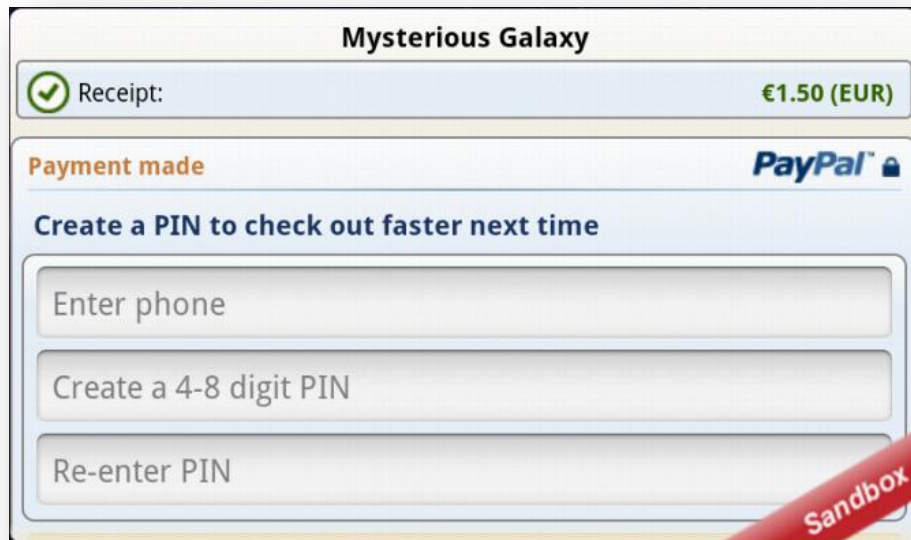 Mysterious Galaxy
Receipt: €1.50 (EUR)
Payment made PayPal™
Create a PIN to check out faster next time
Enter phone
Create a 4-8 digit PIN
Re-enter PIN
Sandbox